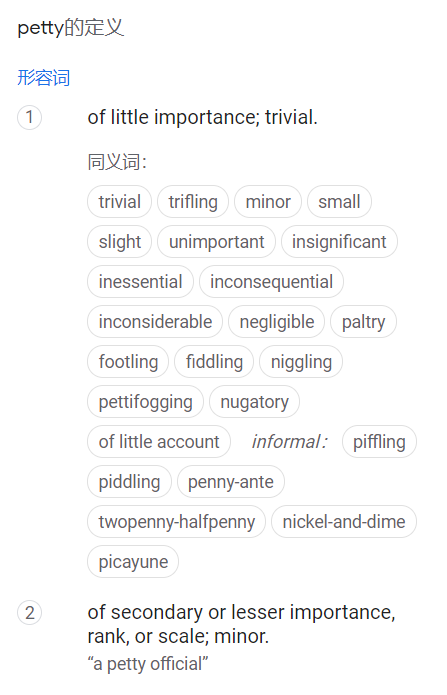 petty的定义
形容词
1 of little importance; trivial.
同义词：
trivial trifling minor small
slight unimportant insignificant
inessential inconsequential
inconsiderable negligible paltry
footling fiddling niggling
pettifogging nugatory
of little account informal： piffling
piddling penny-ante
twopenny-halfpenny nickel-and-dime
picayune
2 of secondary or lesser importance,
rank, or scale; minor.
“a petty official”